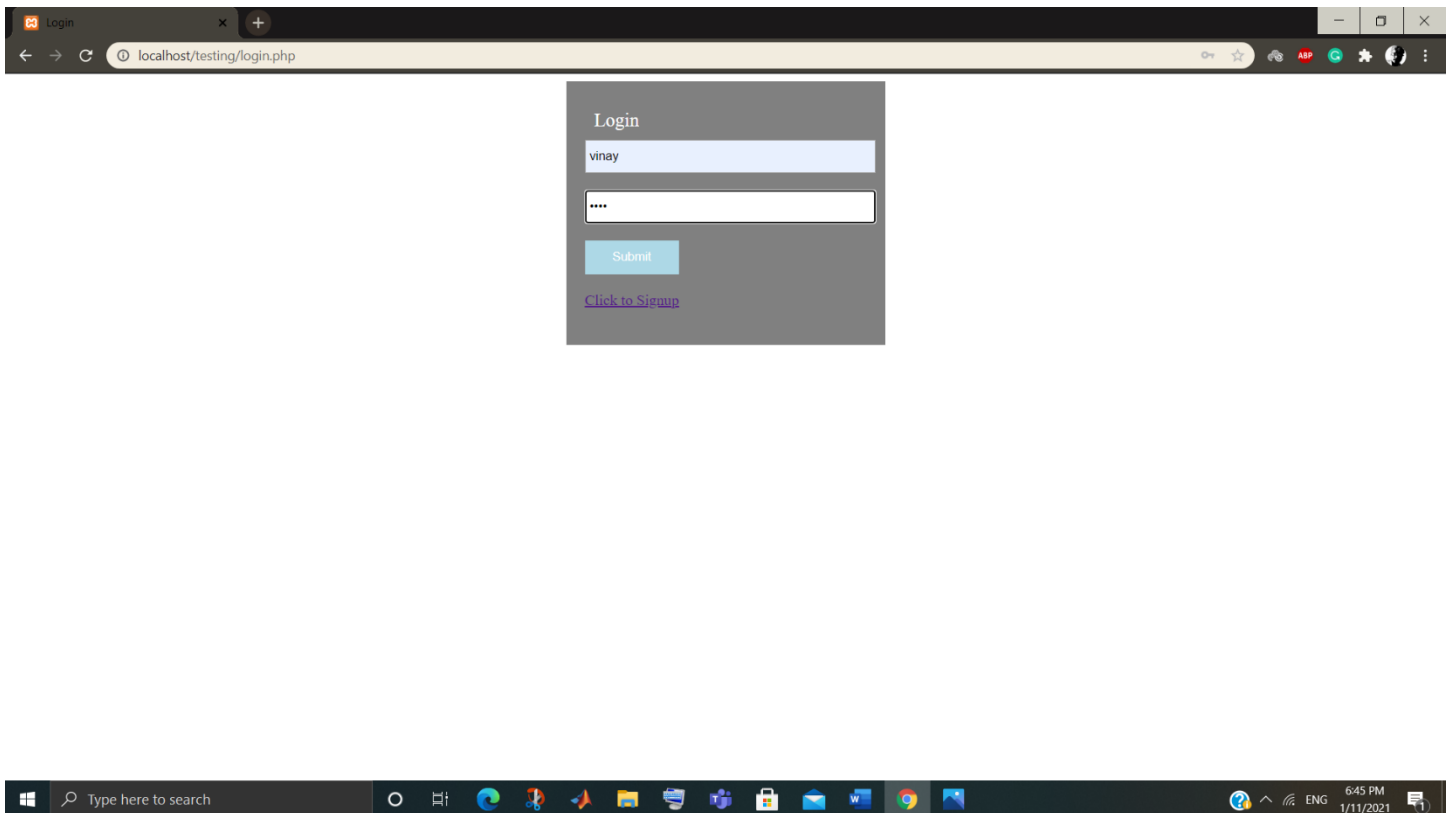 Login
localhost/testing/login.php
ABP
Login
vinay
••••
Submit
Click to Signup
Type here to search
ENG
6:45 PM
1/11/2021